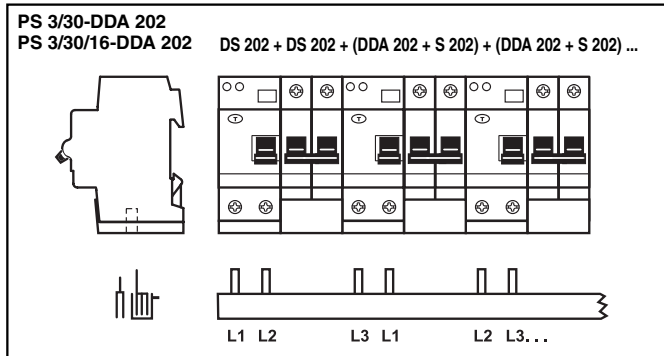 PS 3/30-DDA 202
PS 3/30/16-DDA 202 DS 202 + DS 202 + (DDA 202 + S 202) + (DDA 202 + S 202) ...
T T T
L1 L2 L3 L1 L2 L3...